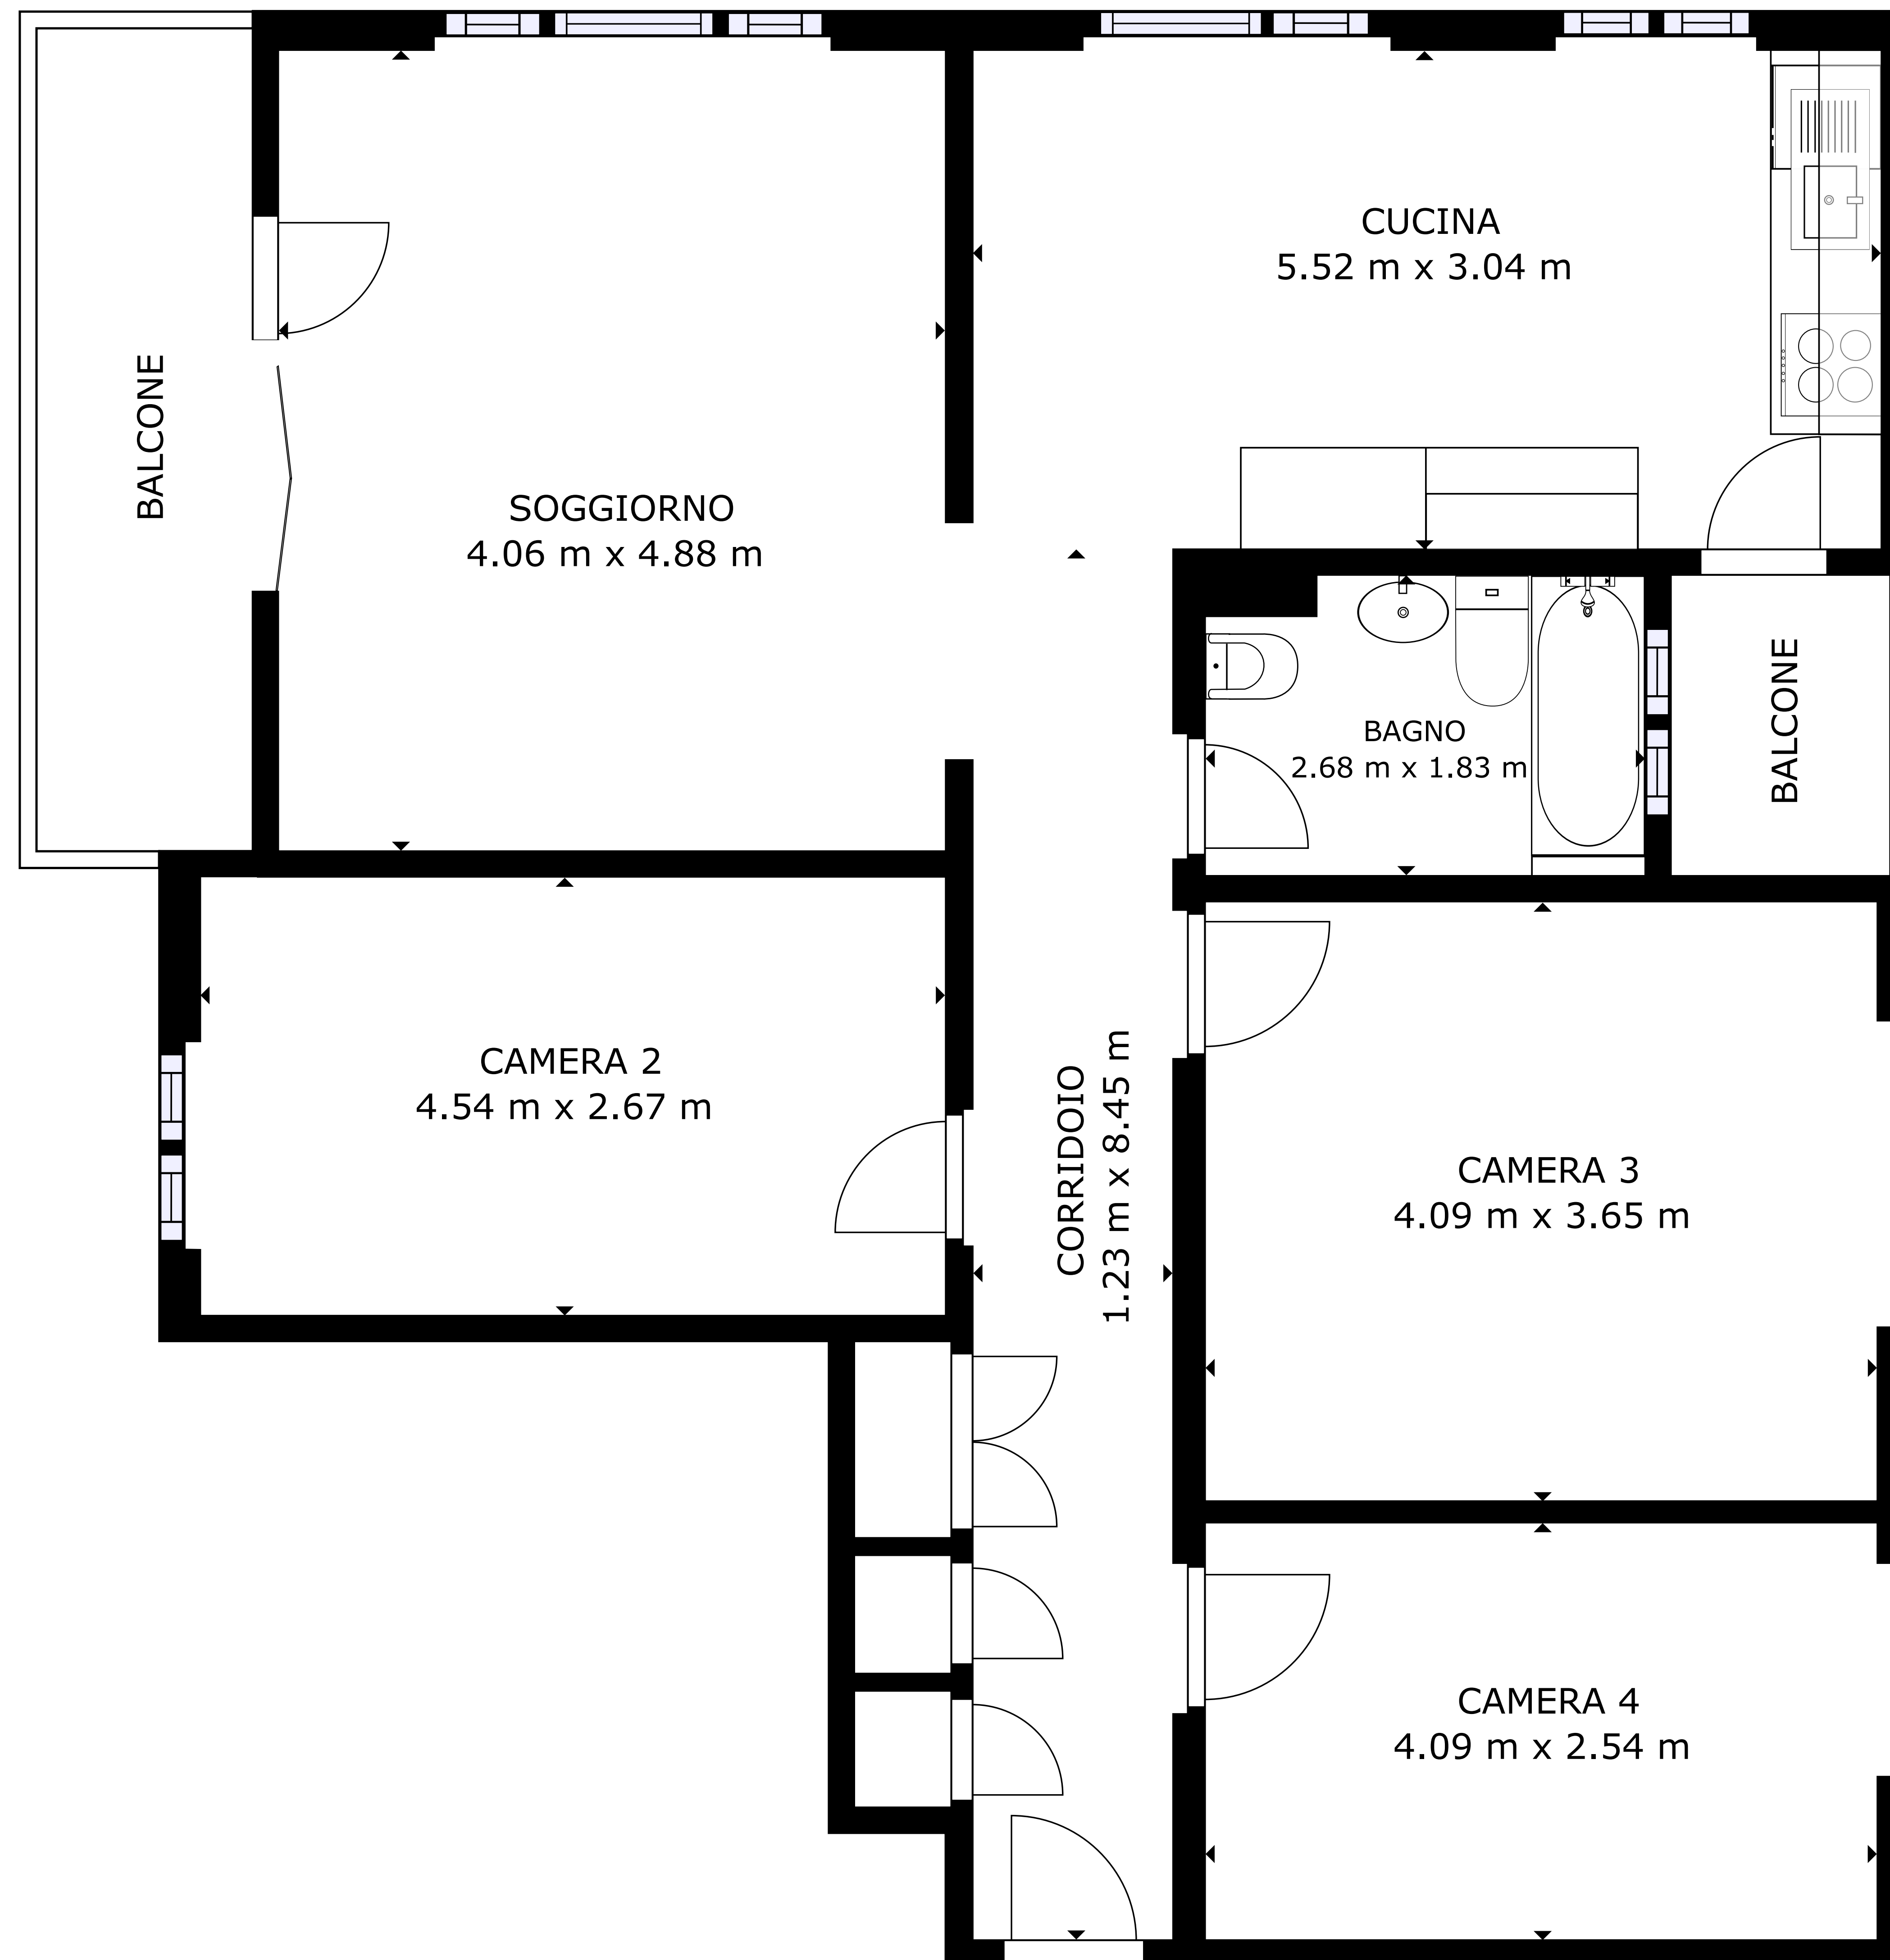 CUCINA
5.52 m x 3.04 m
BALCONE
SOGGIORNO
4.06 m x 4.88 m
BAGNO
2.68 m x 1.83 m
BALCONE
CAMERA 2
4.54 m x 2.67 m
CORRIDOIO
1.23 m x 8.45 m
CAMERA 3
4.09 m x 3.65 m
CAMERA 4
4.09 m x 2.54 m